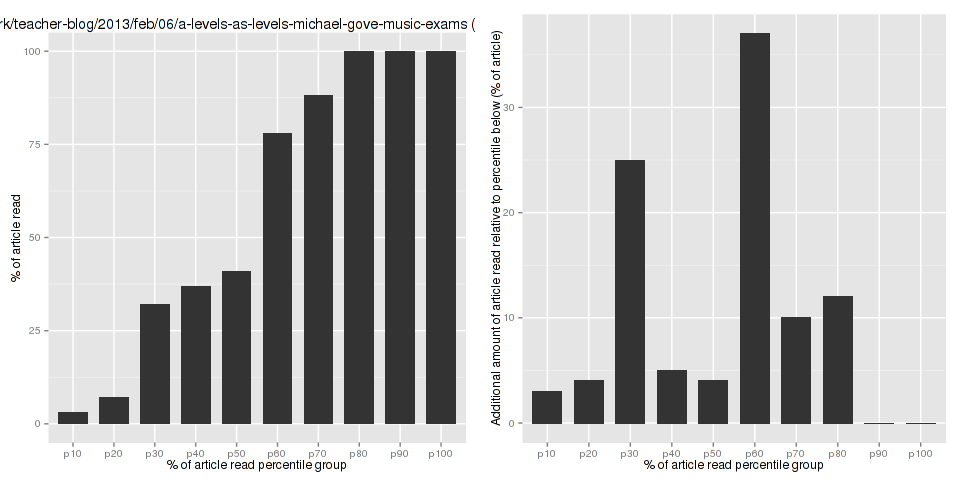 rk/teacher-blog/2013/feb/06/a-levels-as-levels-michael-gove-music-exams (
% of article read
100
75
50
25
0
p10 p20 p30 p40 p50 p60 p70 p80 p90 p100
% of article read percentile group
Additional amount of article read relative to percentile below (% of article)
30
20
10
0
p10 p20 p30 p40 p50 p60 p70 p80 p90 p100
% of article read percentile group